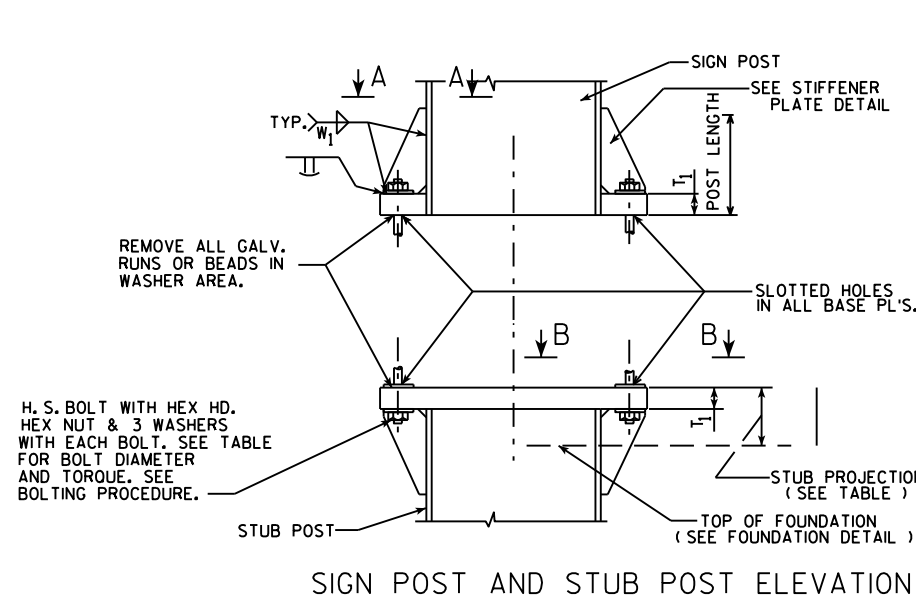 A
A
SIGN POST
SEE STIFFENER
PLATE DETAIL
TYP.
W1
T1
POST LENGTH
REMOVE ALL GALV.
RUNS OR BEADS IN
WASHER AREA.
SLOTTED HOLES
IN ALL BASE PL'S.
B
B
H.S. BOLT WITH HEX HD.
HEX NUT & 3 WASHERS
WITH EACH BOLT. SEE TABLE
FOR BOLT DIAMETER
AND TORQUE. SEE
BOLTING PROCEDURE.
T1
STUB PROJECTION
( SEE TABLE )
STUB POST
TOP OF FOUNDATION
( SEE FOUNDATION DETAIL )
SIGN POST AND STUB POST ELEVATION